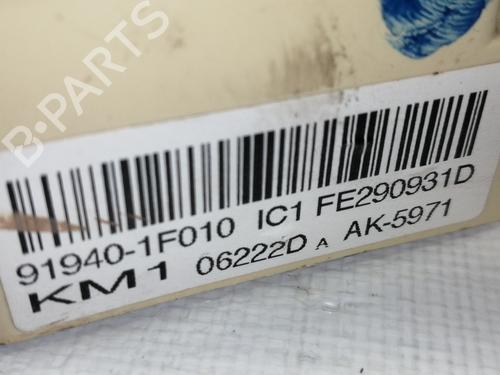 B-PARTS
91940-1F010 IC1 FE290931D
KM1 06222D A AK-5971